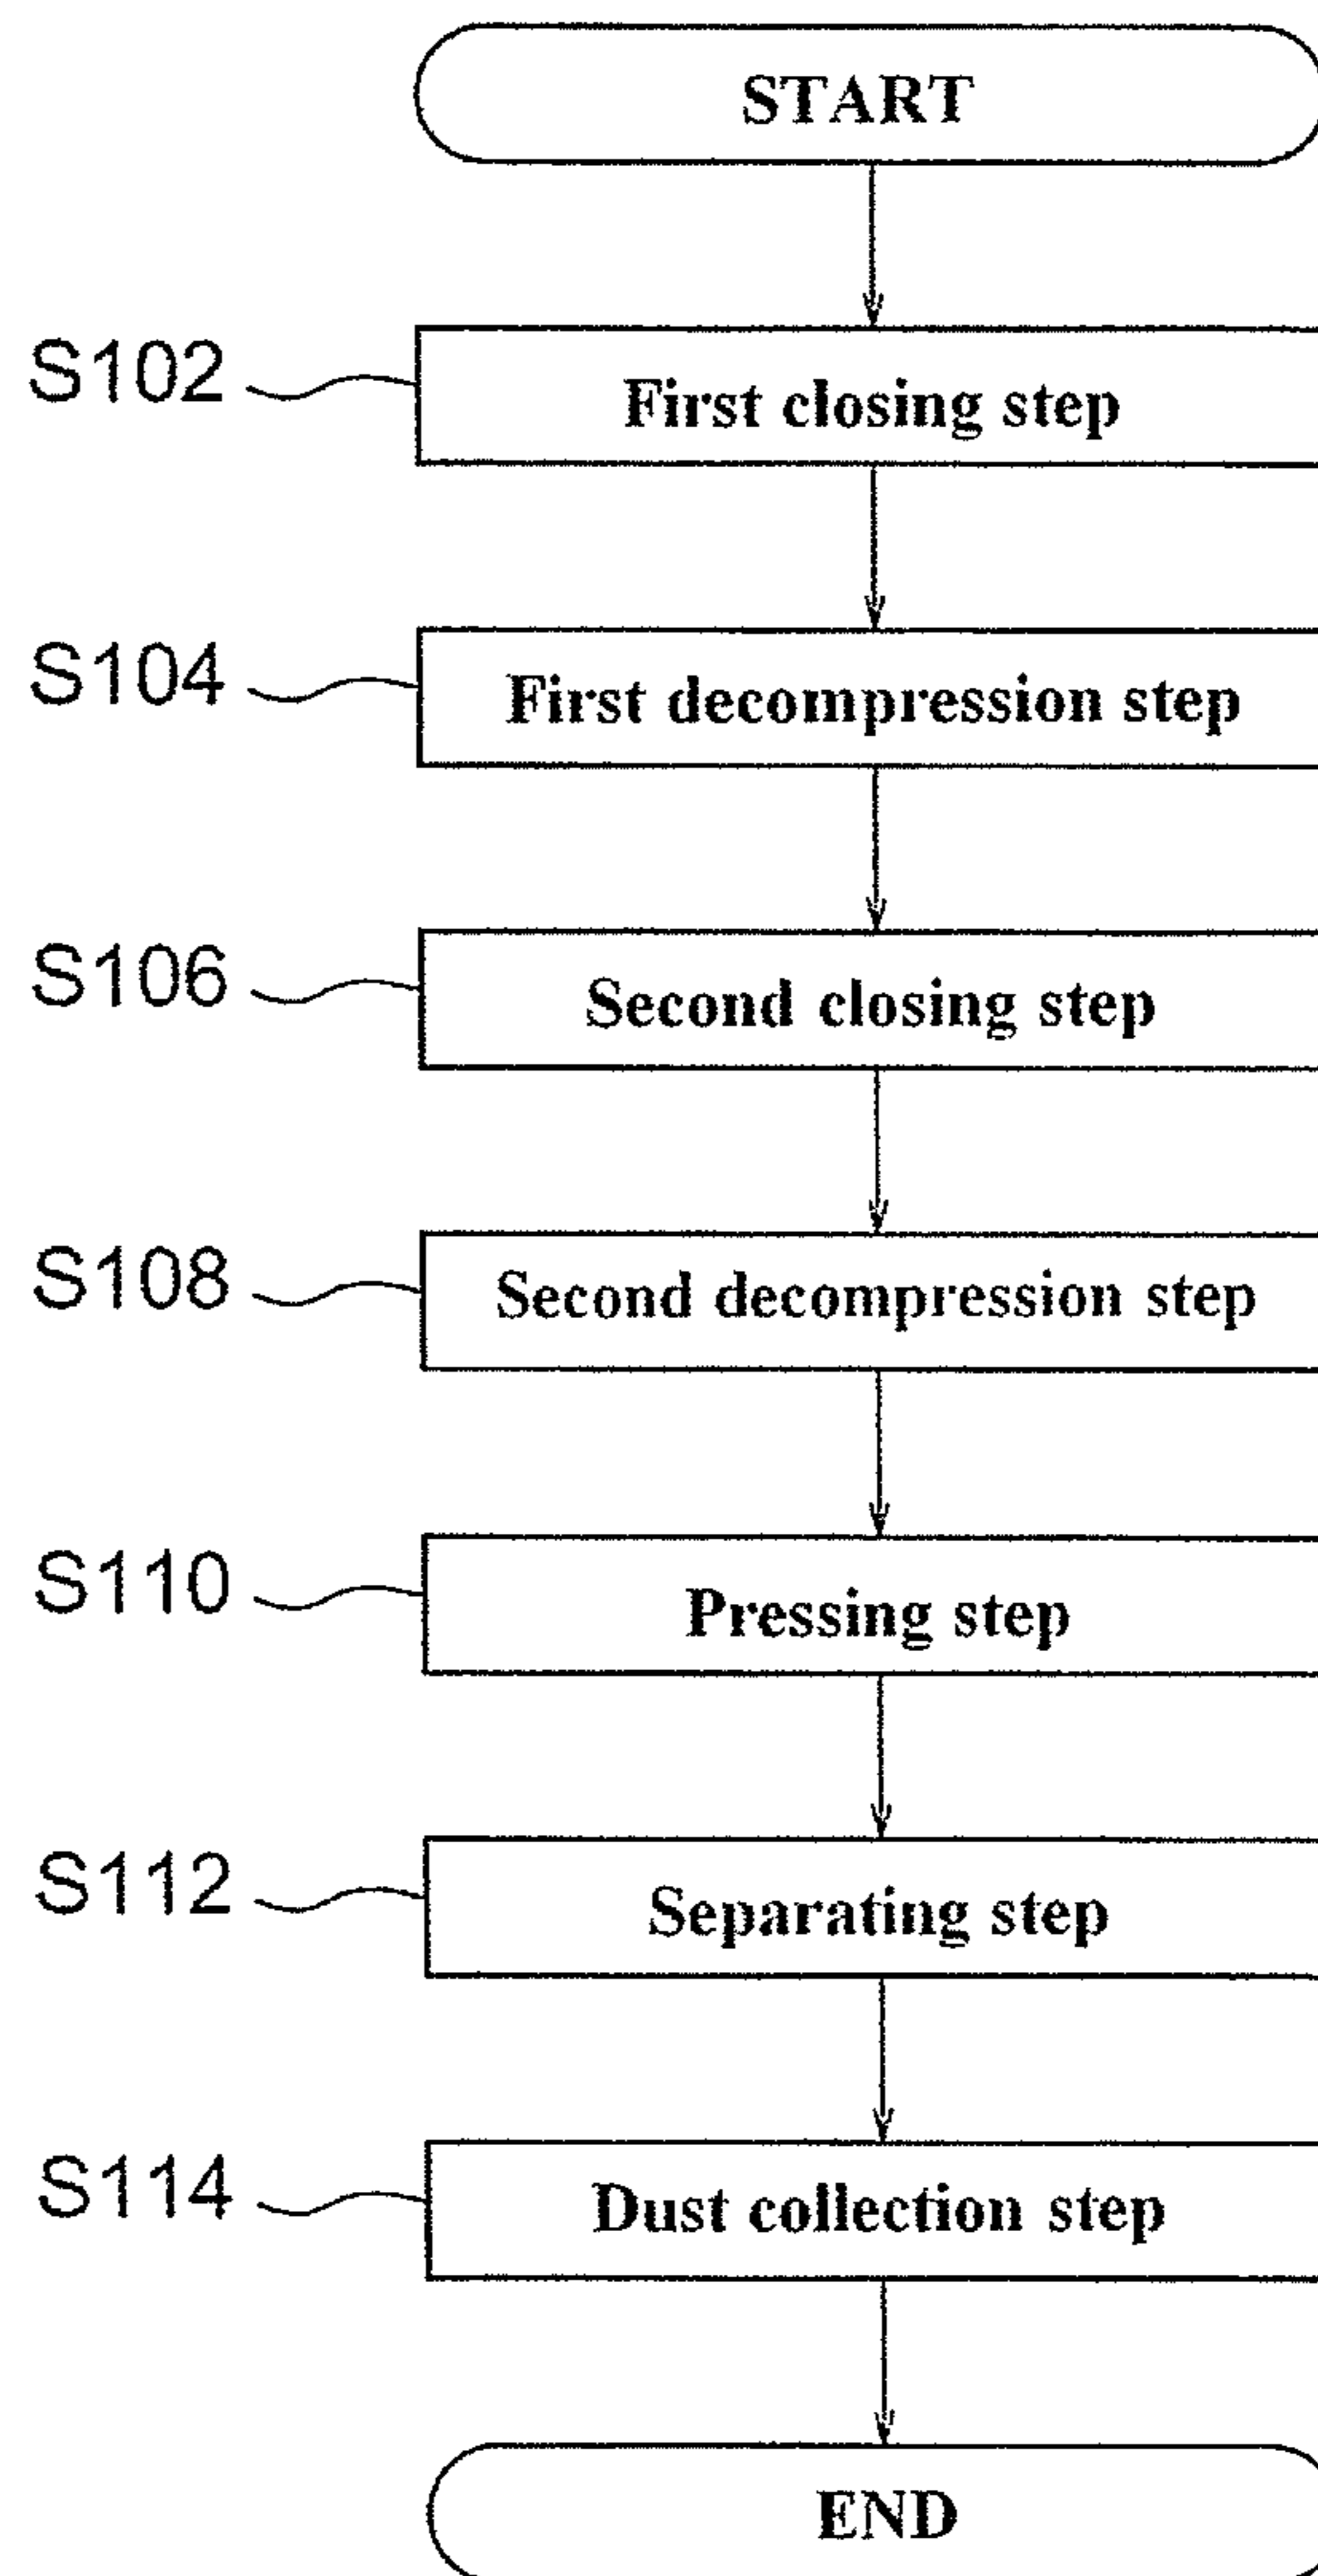 START
S102
First closing step
S104
First decompression step
S106
Second closing step
S108
Second decompression step
S110
Pressing step
S112
Separating step
S114
Dust collection step
END